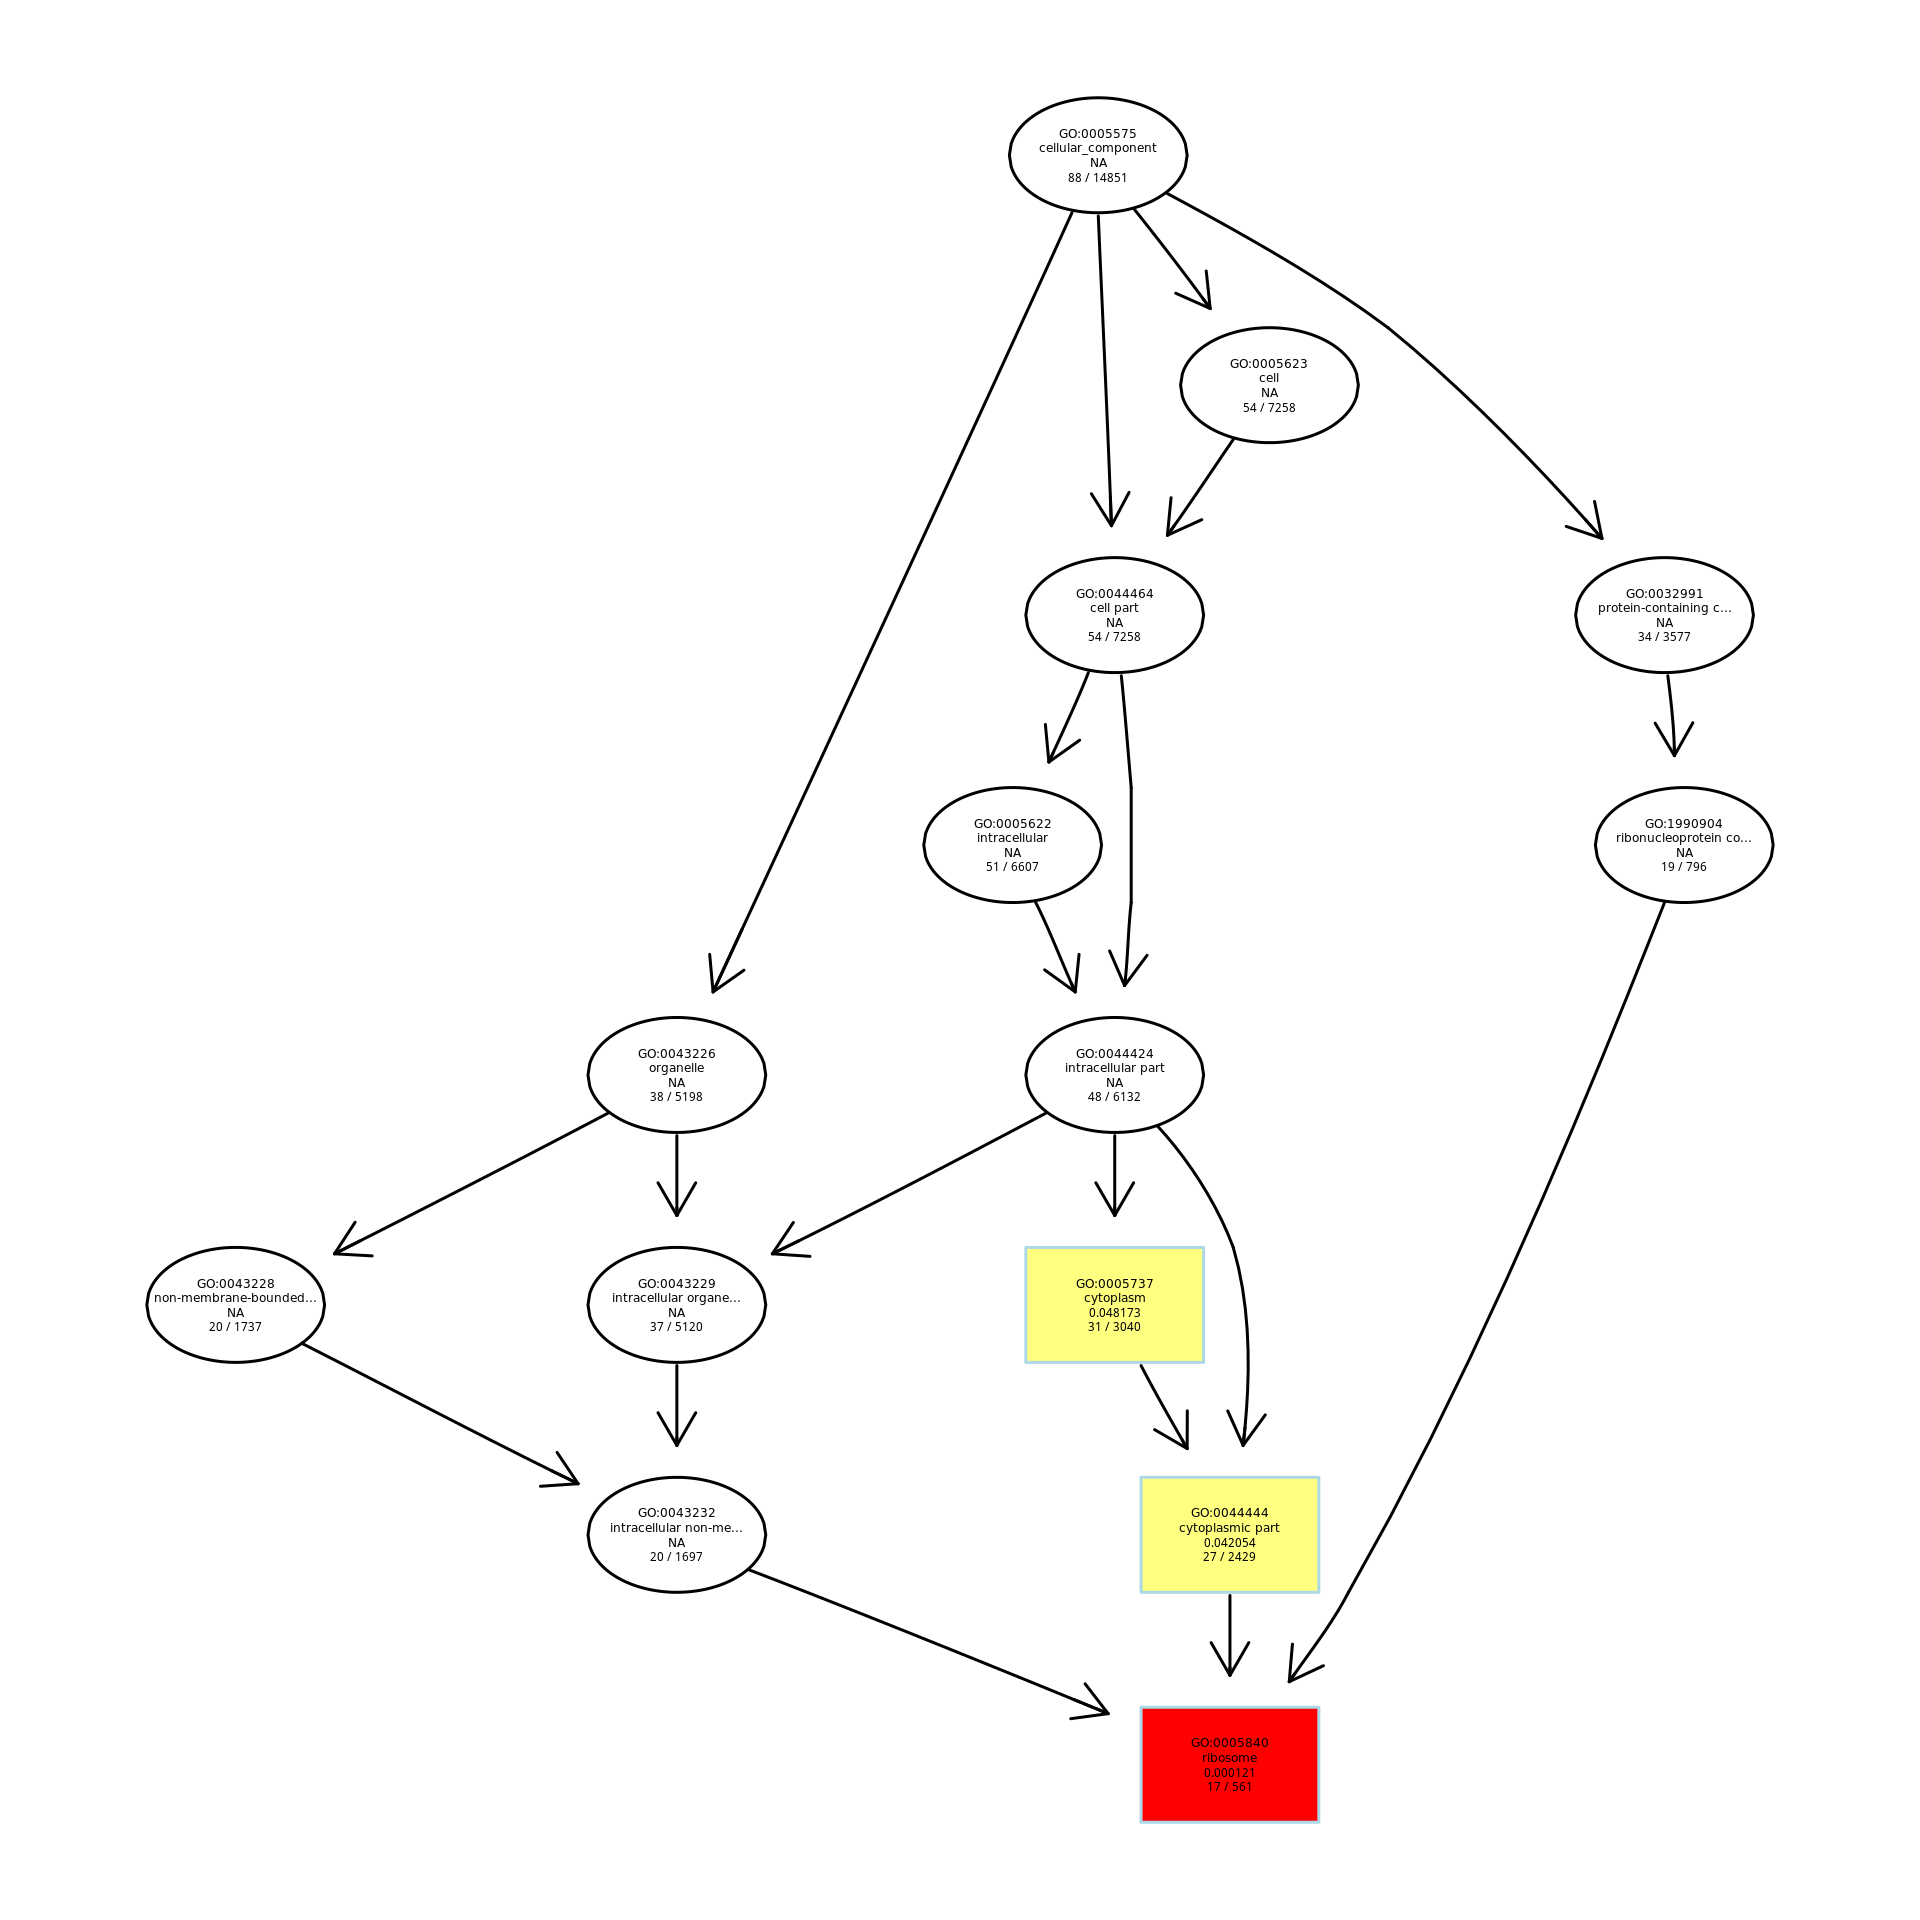 GO:0005575
cellular_component
NA
88 / 14851
GO:0005623
cell
NA
54 / 7258
GO:0044464
cell part
NA
54 / 7258
GO:0032991
protein-containing c...
NA
34 / 3577
GO:0005622
intracellular
NA
51 / 6607
GO:1990904
ribonucleoprotein co...
NA
19 / 796
GO:0043226
organelle
NA
38 / 5198
GO:0044424
intracellular part
NA
48 / 6132
GO:0043228
non-membrane-bounded...
NA
20 / 1737
GO:0043229
intracellular organe...
NA
37 / 5120
GO:0005737
cytoplasm
0.048173
31 / 3040
GO:0043232
intracellular non-me...
NA
20 / 1697
GO:0044444
cytoplasmic part
0.042054
27 / 2429
GO:0005840
ribosome
0.000121
17 / 561